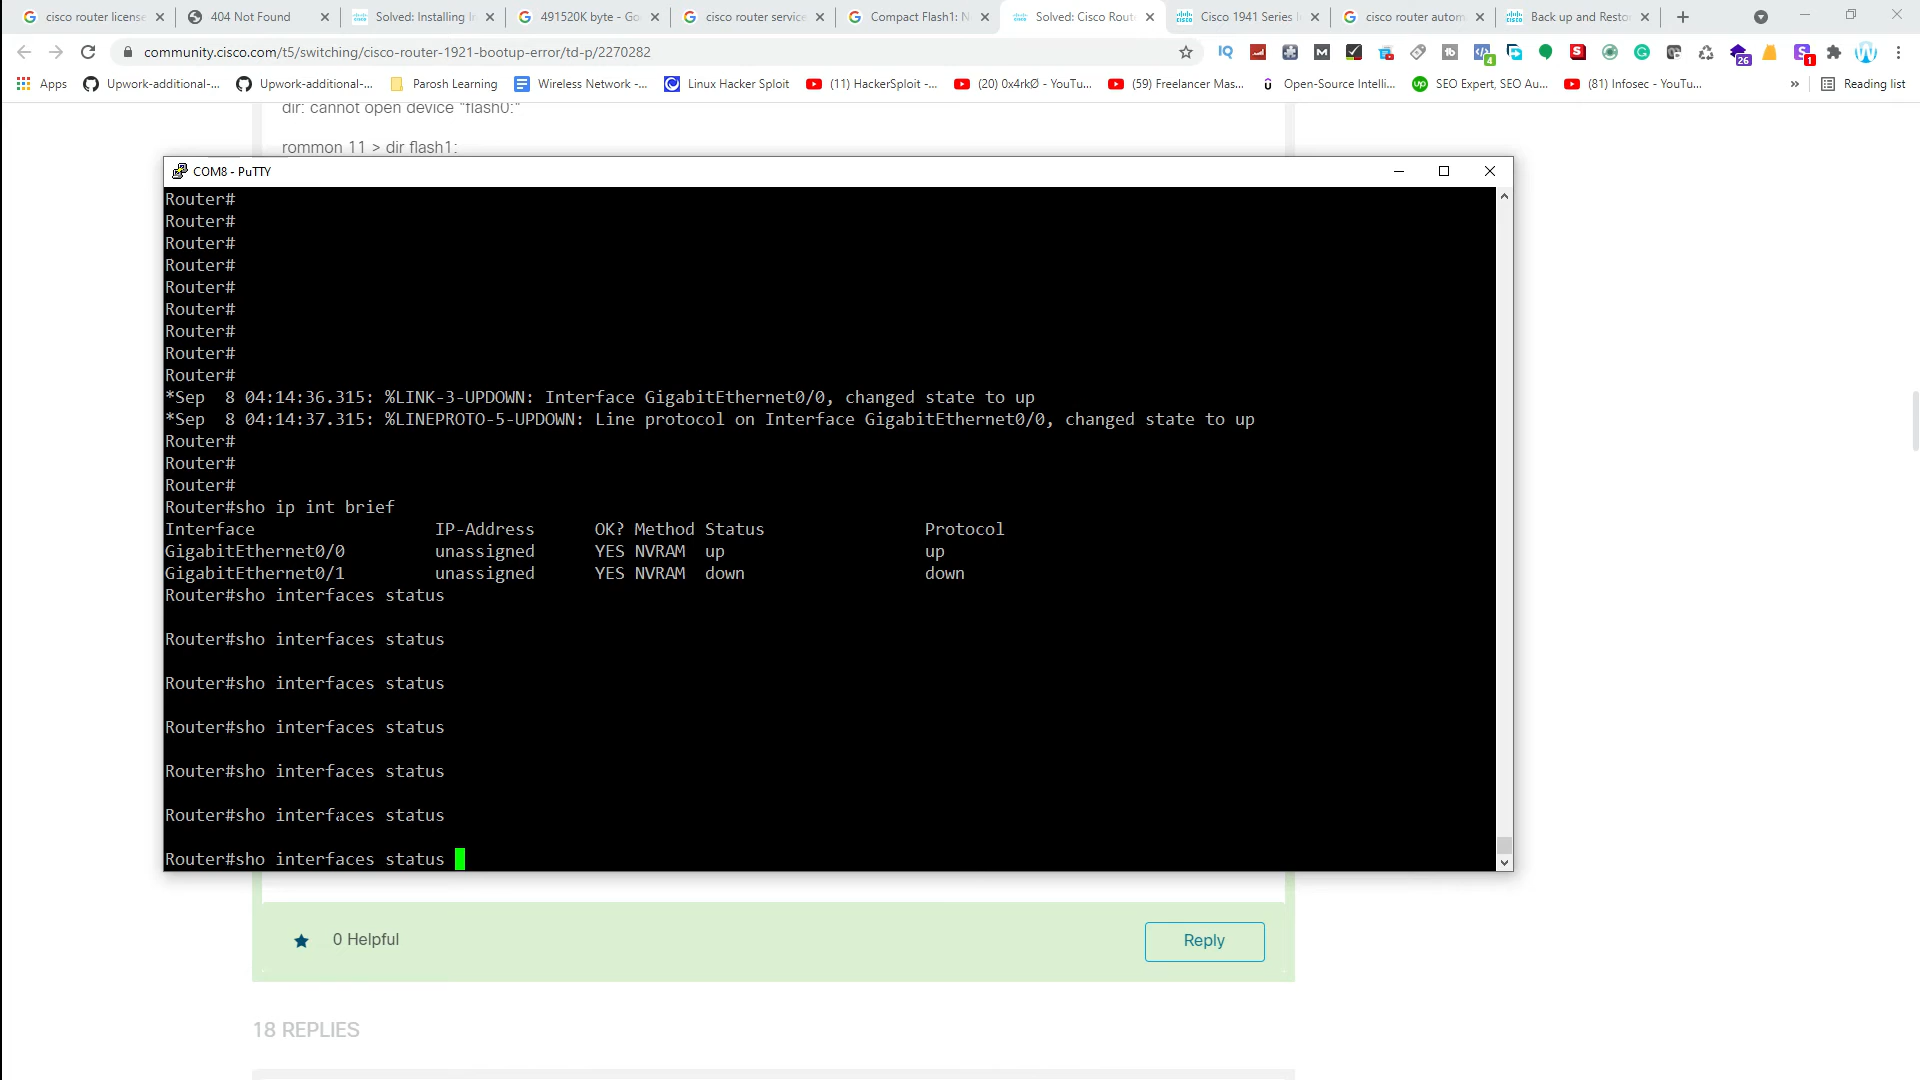 cisco router license
404 Not Found
Solved: Installing I
491520K byte - Go
cisco router service
Compact Flash1: N
Solved: Cisco Rout
Cisco 1941 Series I
cisco router autom
Back up and Resto
community.cisco.com/t5/switching/cisco-router-1921-bootup-error/td-p/2270282
IQ
4
26
1
Apps
Upwork-additional-...
Upwork-additional-...
Parosh Learning
Wireless Network -...
Linux Hacker Sploit
(11) HackerSploit -...
(20) 0x4rkØ - YouTu...
(59) Freelancer Mas...
Open-Source Intelli...
SEO Expert, SEO Au...
(81) Infosec - YouTu...
»
Reading list
dir: cannot open device "flash0:"
rommon 11 > dir flash1:
COM8 - PuTTY
Router#
Router#
Router#
Router#
Router#
Router#
Router#
Router#
Router#
*Sep  8 04:14:36.315: %LINK-3-UPDOWN: Interface GigabitEthernet0/0, changed state to up
*Sep  8 04:14:37.315: %LINEPROTO-5-UPDOWN: Line protocol on Interface GigabitEthernet0/0, changed state to up
Router#
Router#
Router#
Router#sho ip int brief
Interface                  IP-Address      OK? Method Status                Protocol
GigabitEthernet0/0         unassigned      YES NVRAM  up                    up
GigabitEthernet0/1         unassigned      YES NVRAM  down                  down
Router#sho interfaces status
Router#sho interfaces status
Router#sho interfaces status
Router#sho interfaces status
Router#sho interfaces status
Router#sho interfaces status
Router#sho interfaces status
0 Helpful
Reply
18 REPLIES